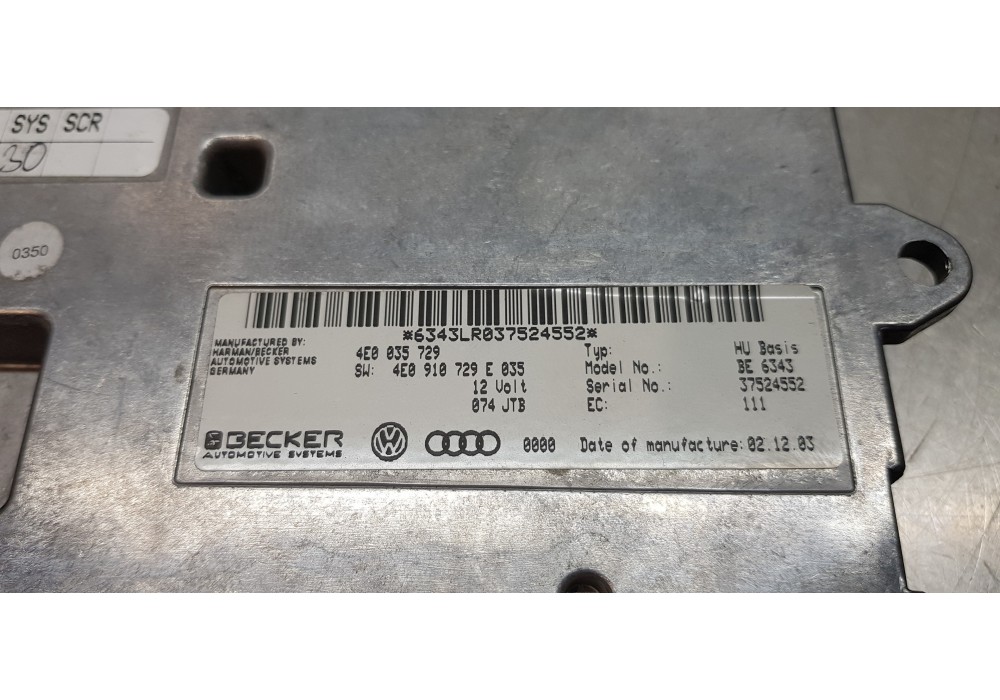 SYS SCR
30
0350
*6343LR037524552*
MANUFACTURED BY:
HARMAN/BECKER
AUTOMOTIVE SYSTEMS
GERMANY
4E0 035 729
SW: 4E0 910 729 E 035
12 Volt
074 JTB
Typ: HU Basis
Model No.: BE 6343
Serial No.: 37524552
EC: 111
BECKER
AUTOMOTIVE SYSTEMS
0000
Date of manufacture: 02.12.03